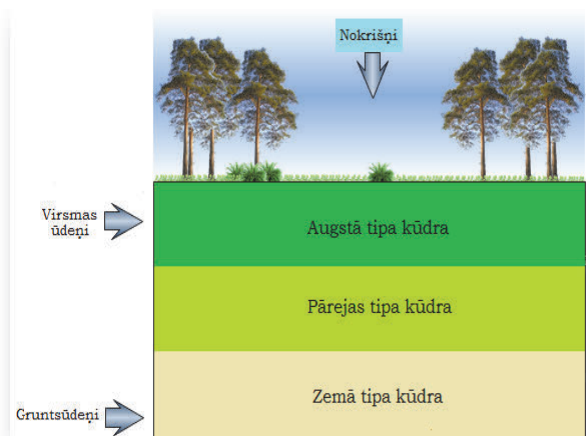 Nokrišņi
Virsmas
ūdeņi
Augstā tipa kūdra
Pārejas tipa kūdra
Zemā tipa kūdra
Gruntsūdeņi